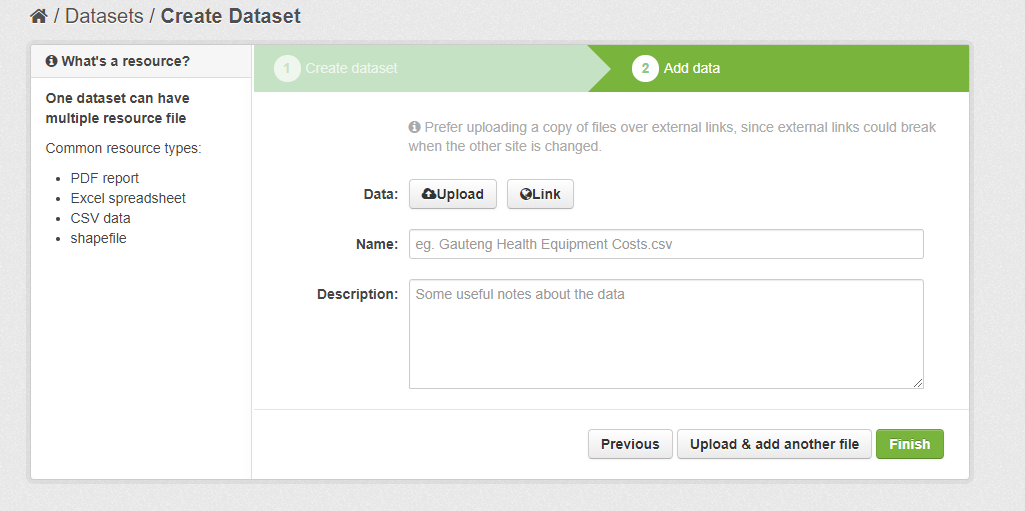 / Datasets / Create Dataset
What's a resource?
One dataset can have
multiple resource file
Common resource types:
PDF report
Excel spreadsheet
CSV data
shapefile
1 Create dataset
2 Add data
Prefer uploading a copy of files over external links, since external links could break
when the other site is changed.
Data: Upload Link
Name: eg. Gauteng Health Equipment Costs.csv
Description: Some useful notes about the data
Previous Upload & add another file Finish